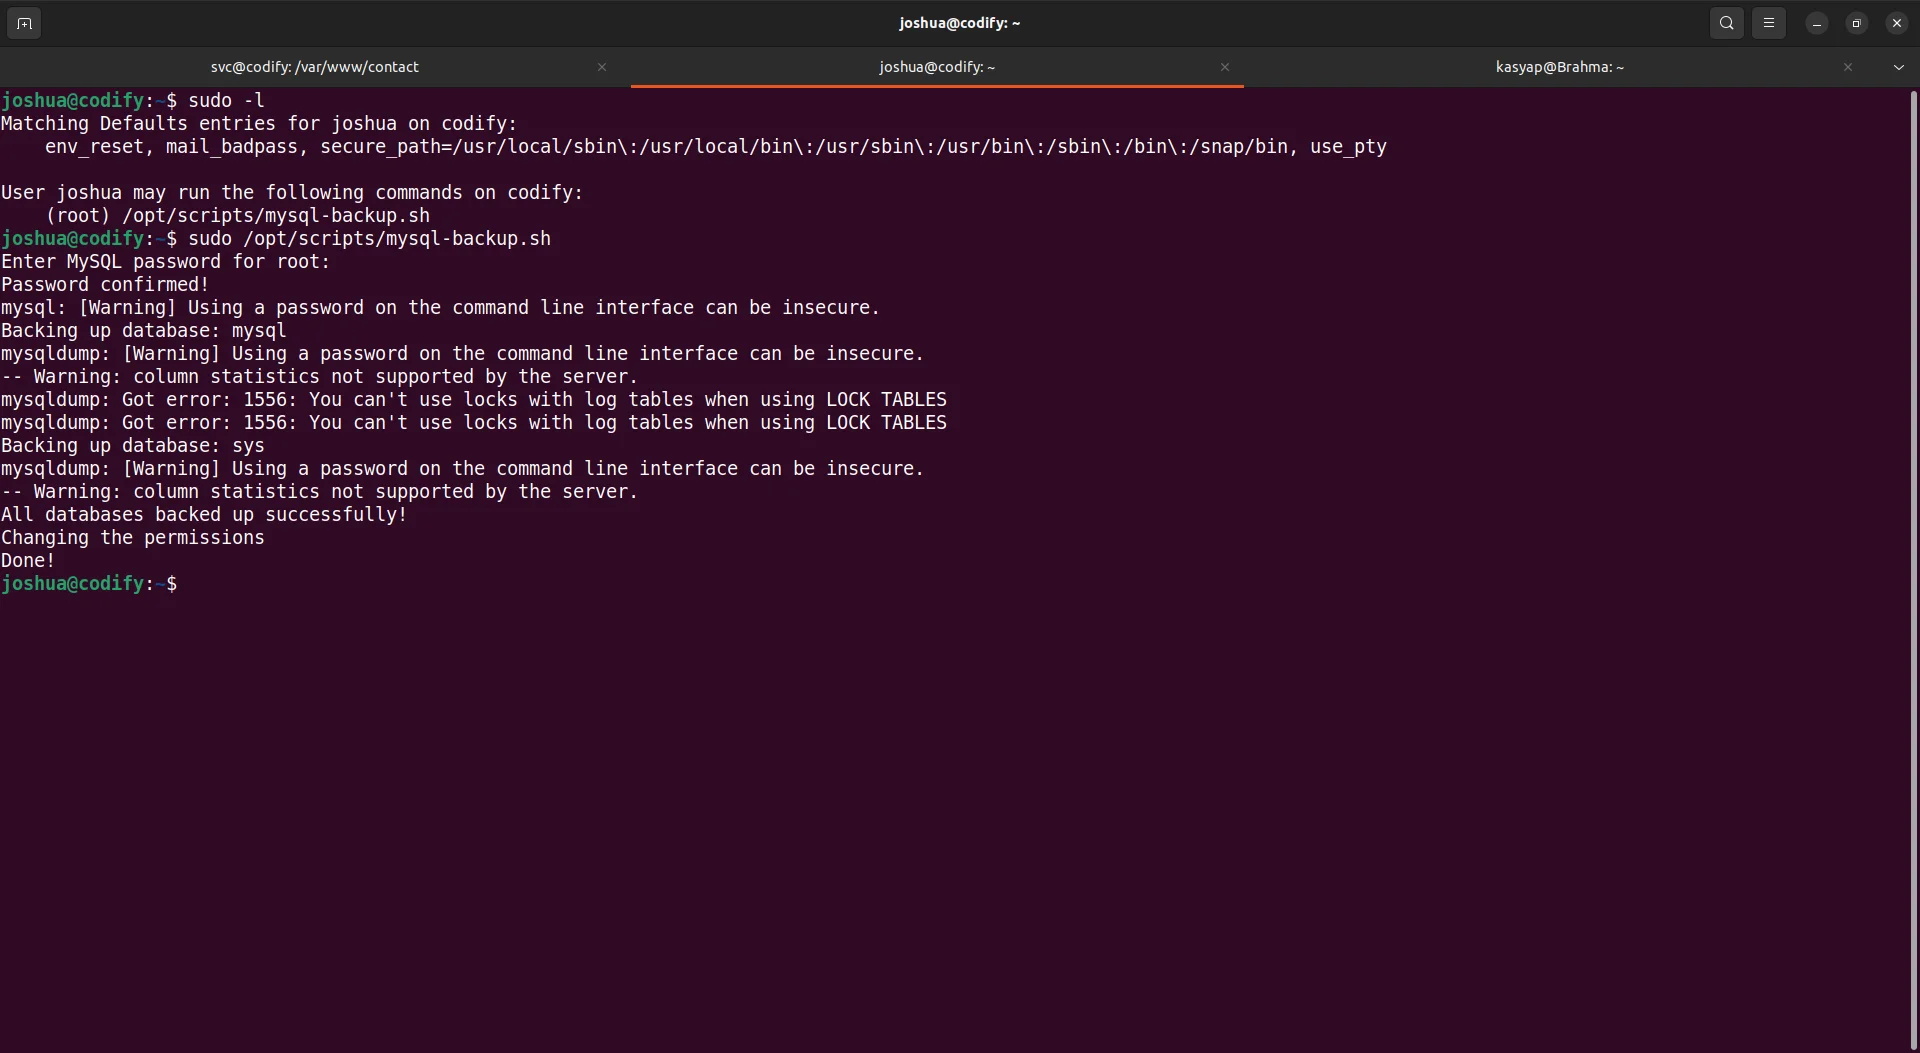 joshua@codify: ~
svc@codify: /var/www/contact
joshua@codify: ~
kasyap@Brahma: ~
joshua@codify:~$ sudo -l
Matching Defaults entries for joshua on codify:
    env_reset, mail_badpass, secure_path=/usr/local/sbin\:/usr/local/bin\:/usr/sbin\:/usr/bin\:/sbin\:/bin\:/snap/bin, use_pty
User joshua may run the following commands on codify:
    (root) /opt/scripts/mysql-backup.sh
joshua@codify:~$ sudo /opt/scripts/mysql-backup.sh
Enter MySQL password for root:
Password confirmed!
mysql: [Warning] Using a password on the command line interface can be insecure.
Backing up database: mysql
mysqldump: [Warning] Using a password on the command line interface can be insecure.
-- Warning: column statistics not supported by the server.
mysqldump: Got error: 1556: You can't use locks with log tables when using LOCK TABLES
mysqldump: Got error: 1556: You can't use locks with log tables when using LOCK TABLES
Backing up database: sys
mysqldump: [Warning] Using a password on the command line interface can be insecure.
-- Warning: column statistics not supported by the server.
All databases backed up successfully!
Changing the permissions
Done!
joshua@codify:~$